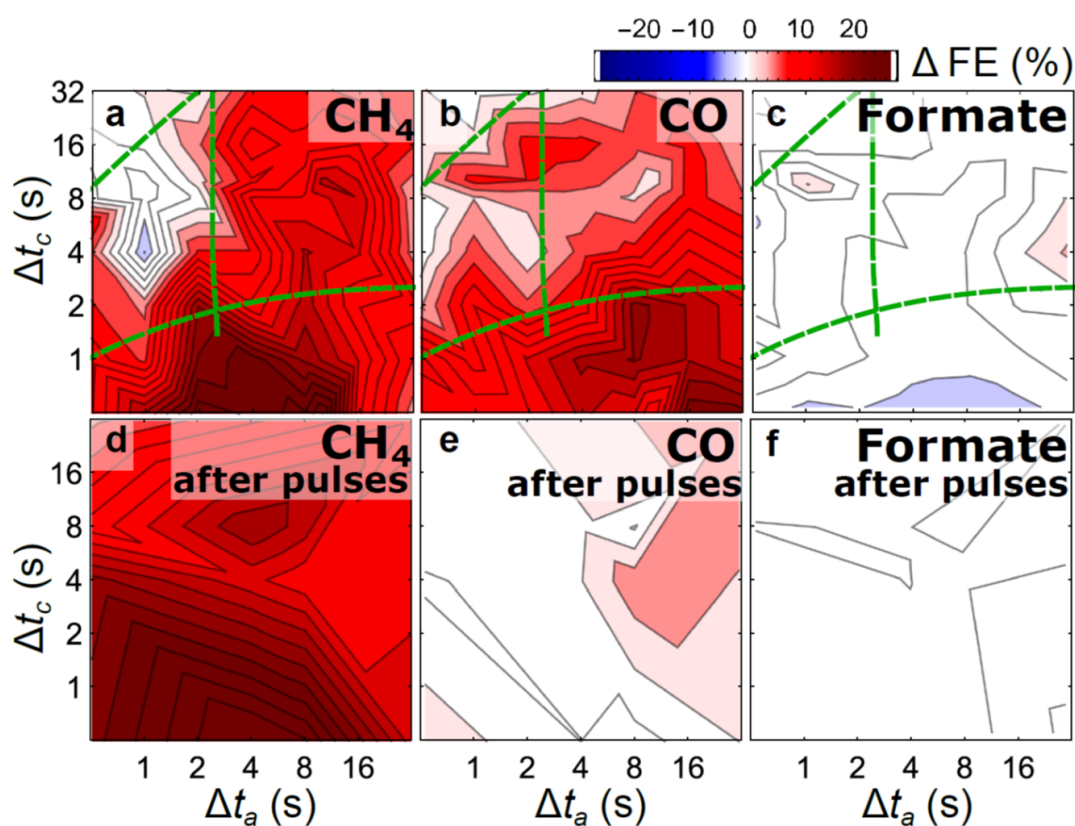 −20 −10 0 10 20
Δ FE (%)
32
16
8
4
2
1
Δtc (s)
a
CH4
b
CO
c
Formate
16
8
4
2
1
Δtc (s)
d
CH4
after pulses
e
CO
after pulses
f
Formate
after pulses
1 2 4 8 16
1 2 4 8 16
1 2 4 8 16
Δta (s)
Δta (s)
Δta (s)